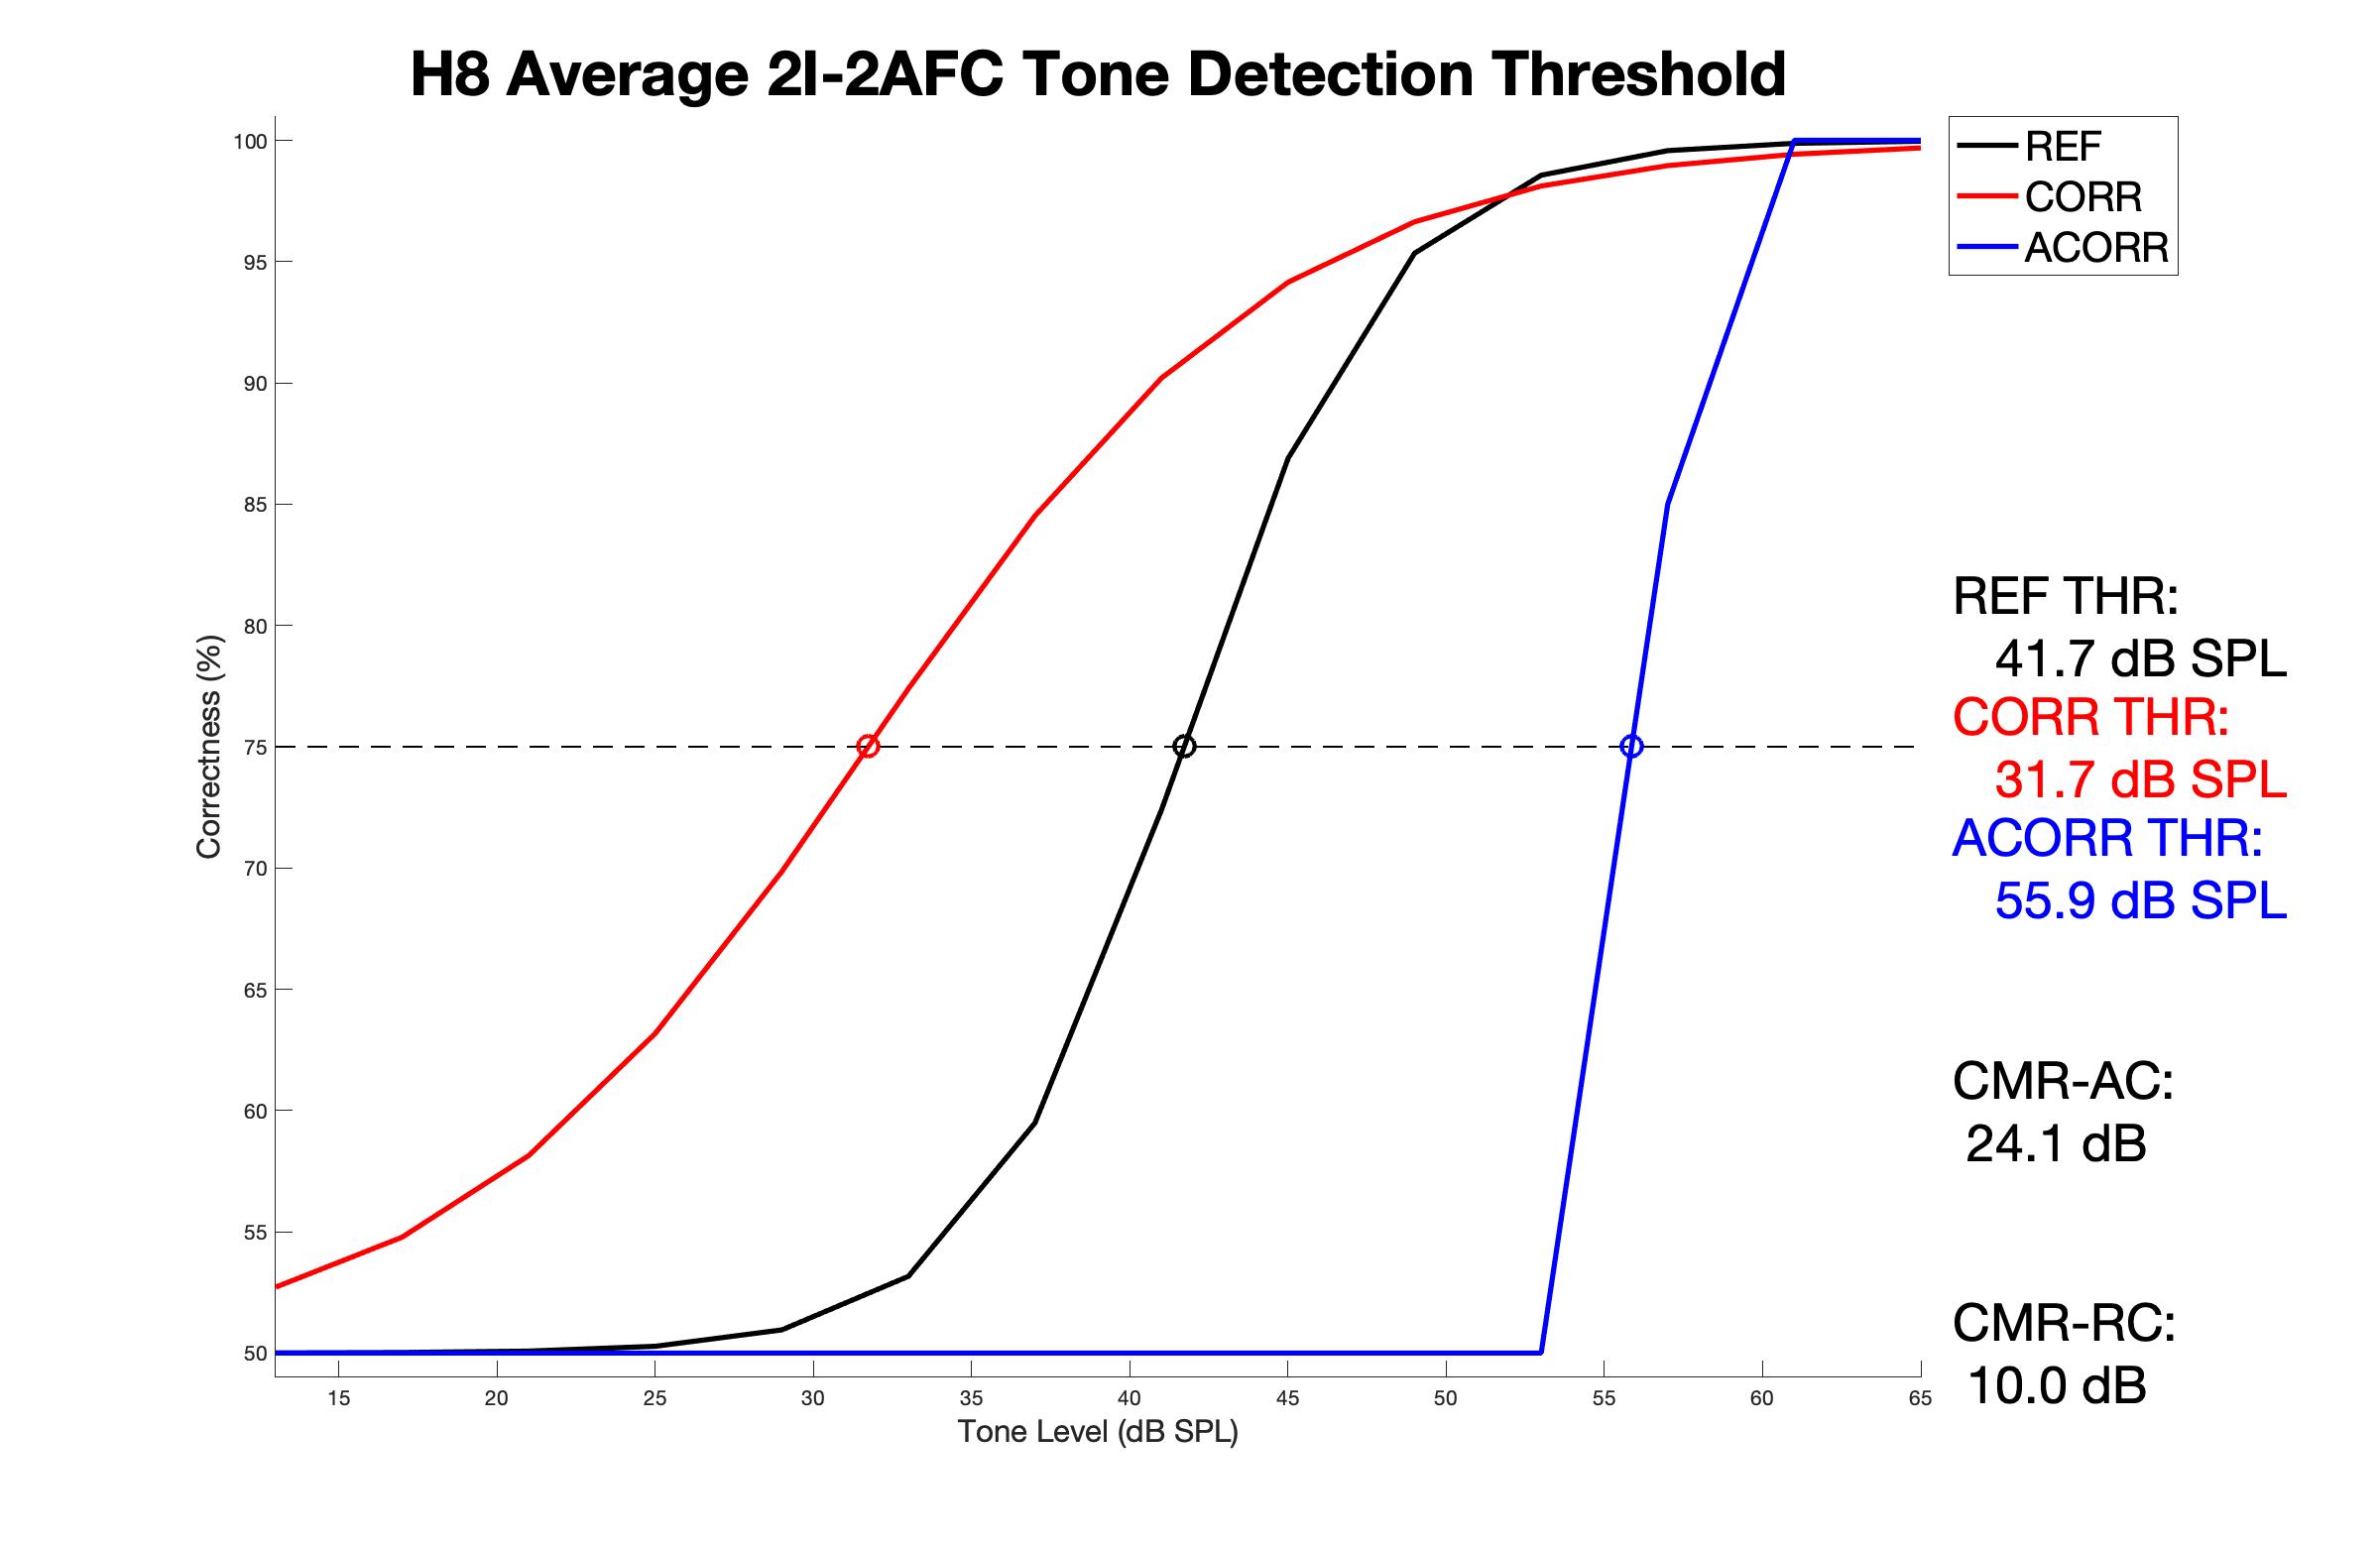 H8 Average 2I-2AFC Tone Detection Threshold
REF
CORR
ACORR
100
95
90
85
80
75
70
65
60
55
50
Correctness (%)
15 20 25 30 35 40 45 50 55 60 65
Tone Level (dB SPL)
REF THR:
41.7 dB SPL
CORR THR:
31.7 dB SPL
ACORR THR:
55.9 dB SPL
CMR-AC:
24.1 dB
CMR-RC:
10.0 dB